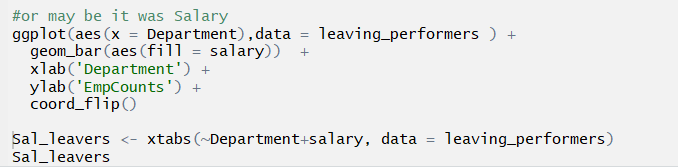 #or may be it was Salary
ggplot(aes(x = Department),data = leaving_performers ) +
  geom_bar(aes(fill = salary))  +
  xlab('Department') +
  ylab('EmpCounts') +
  coord_flip()

Sal_leavers <- xtabs(~Department+salary, data = leaving_performers)
Sal_leavers